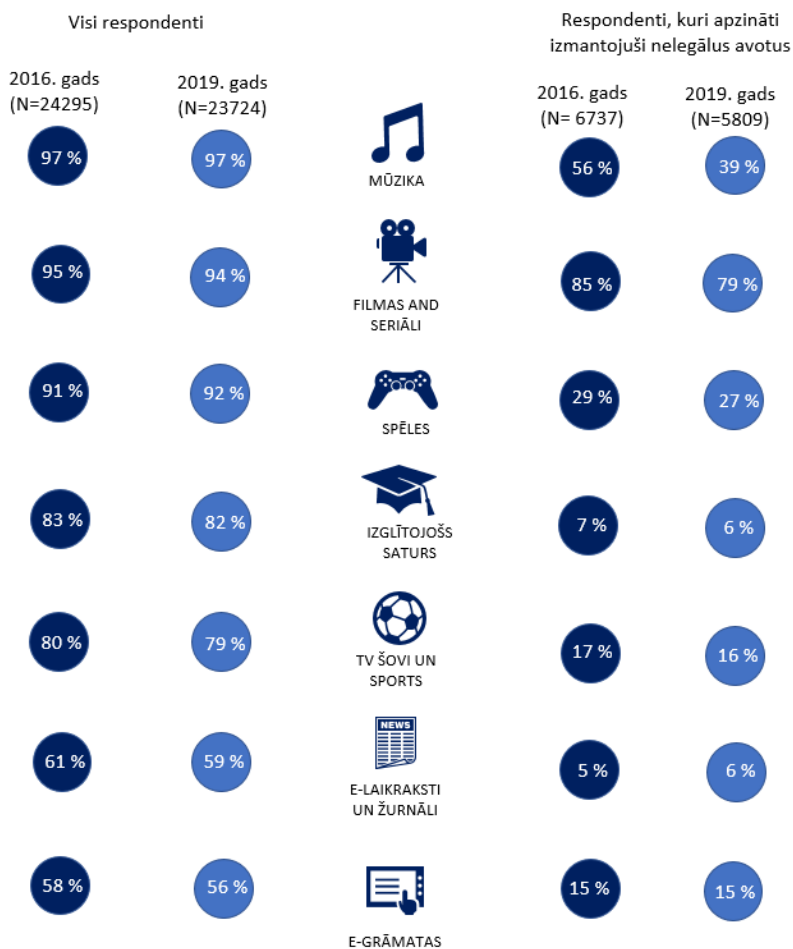 Visi respondenti
Respondenti, kuri apzināti
izmantojuši nelegālus avotus
2016. gads
(N=24295)
2019. gads
(N=23724)
2016. gads
(N= 6737)
2019. gads
(N=5809)
97 %
97 %
MŪZIKA
56 %
39 %
95 %
94 %
FILMAS AND
SERIĀLI
85 %
79 %
91 %
92 %
SPĒLES
29 %
27 %
83 %
82 %
IZGLĪTOJOŠS
SATURS
7 %
6 %
80 %
79 %
TV ŠOVI UN
SPORTS
17 %
16 %
61 %
59 %
NEWS
E-LAIKRAKSTI
UN ŽURNĀLI
5 %
6 %
58 %
56 %
E-GRĀMATAS
15 %
15 %